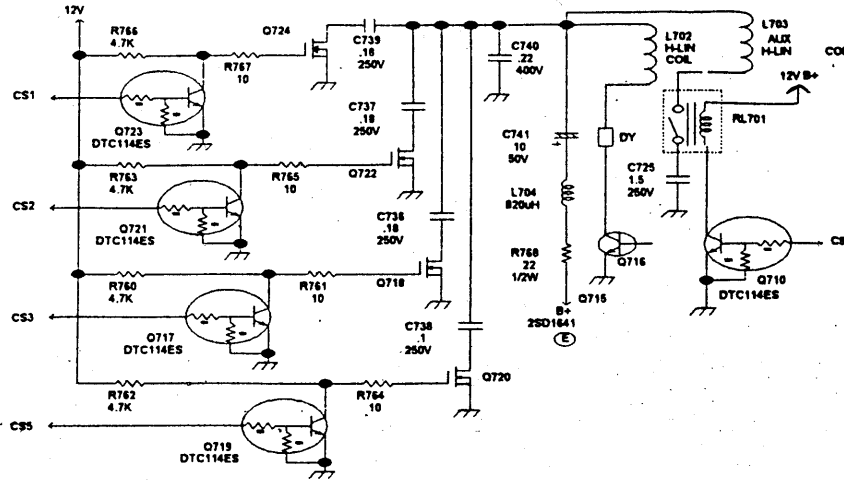 12V
R766
4.7K
Q724
R767
10
C739
.18
250V
C740
.22
400V
L702
H-LIN
COIL
L703
AUX
H-LIN
12V B+
CS1
Q723
DTC114ES
C737
.18
250V
C741
10
50V
DY
RL701
R763
4.7K
R765
10
Q722
C725
1.5
250V
CS2
Q721
DTC114ES
C736
.18
250V
L704
820uH
R768
22
1/2W
Q716
Q710
DTC114ES
R760
4.7K
R761
10
Q718
Q715
B+
2SD1641
E
CS3
Q717
DTC114ES
C738
.1
250V
R762
4.7K
R764
10
Q720
CS5
Q719
DTC114ES